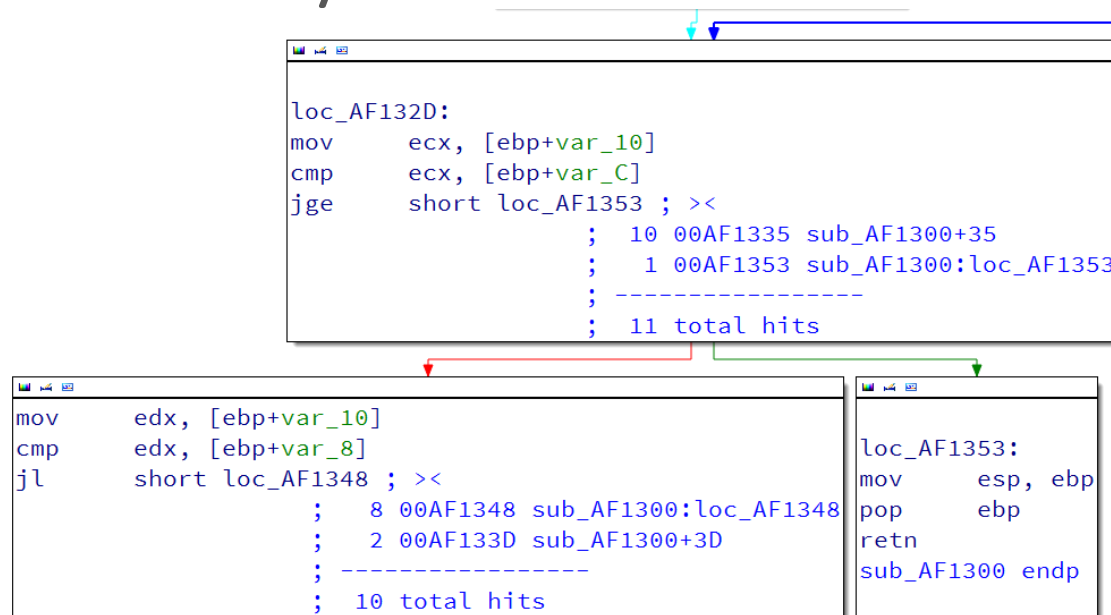 loc_AF132D:
mov ecx, [ebp+var_10]
cmp ecx, [ebp+var_C]
jge short loc_AF1353 ; ><
; 10 00AF1335 sub_AF1300+35
; 1 00AF1353 sub_AF1300:loc_AF1353
; -----------------
; 11 total hits
mov edx, [ebp+var_10]
cmp edx, [ebp+var_8]
jl short loc_AF1348 ; ><
; 8 00AF1348 sub_AF1300:loc_AF1348
; 2 00AF133D sub_AF1300+3D
; -----------------
; 10 total hits
loc_AF1353:
mov esp, ebp
pop ebp
retn
sub_AF1300 endp